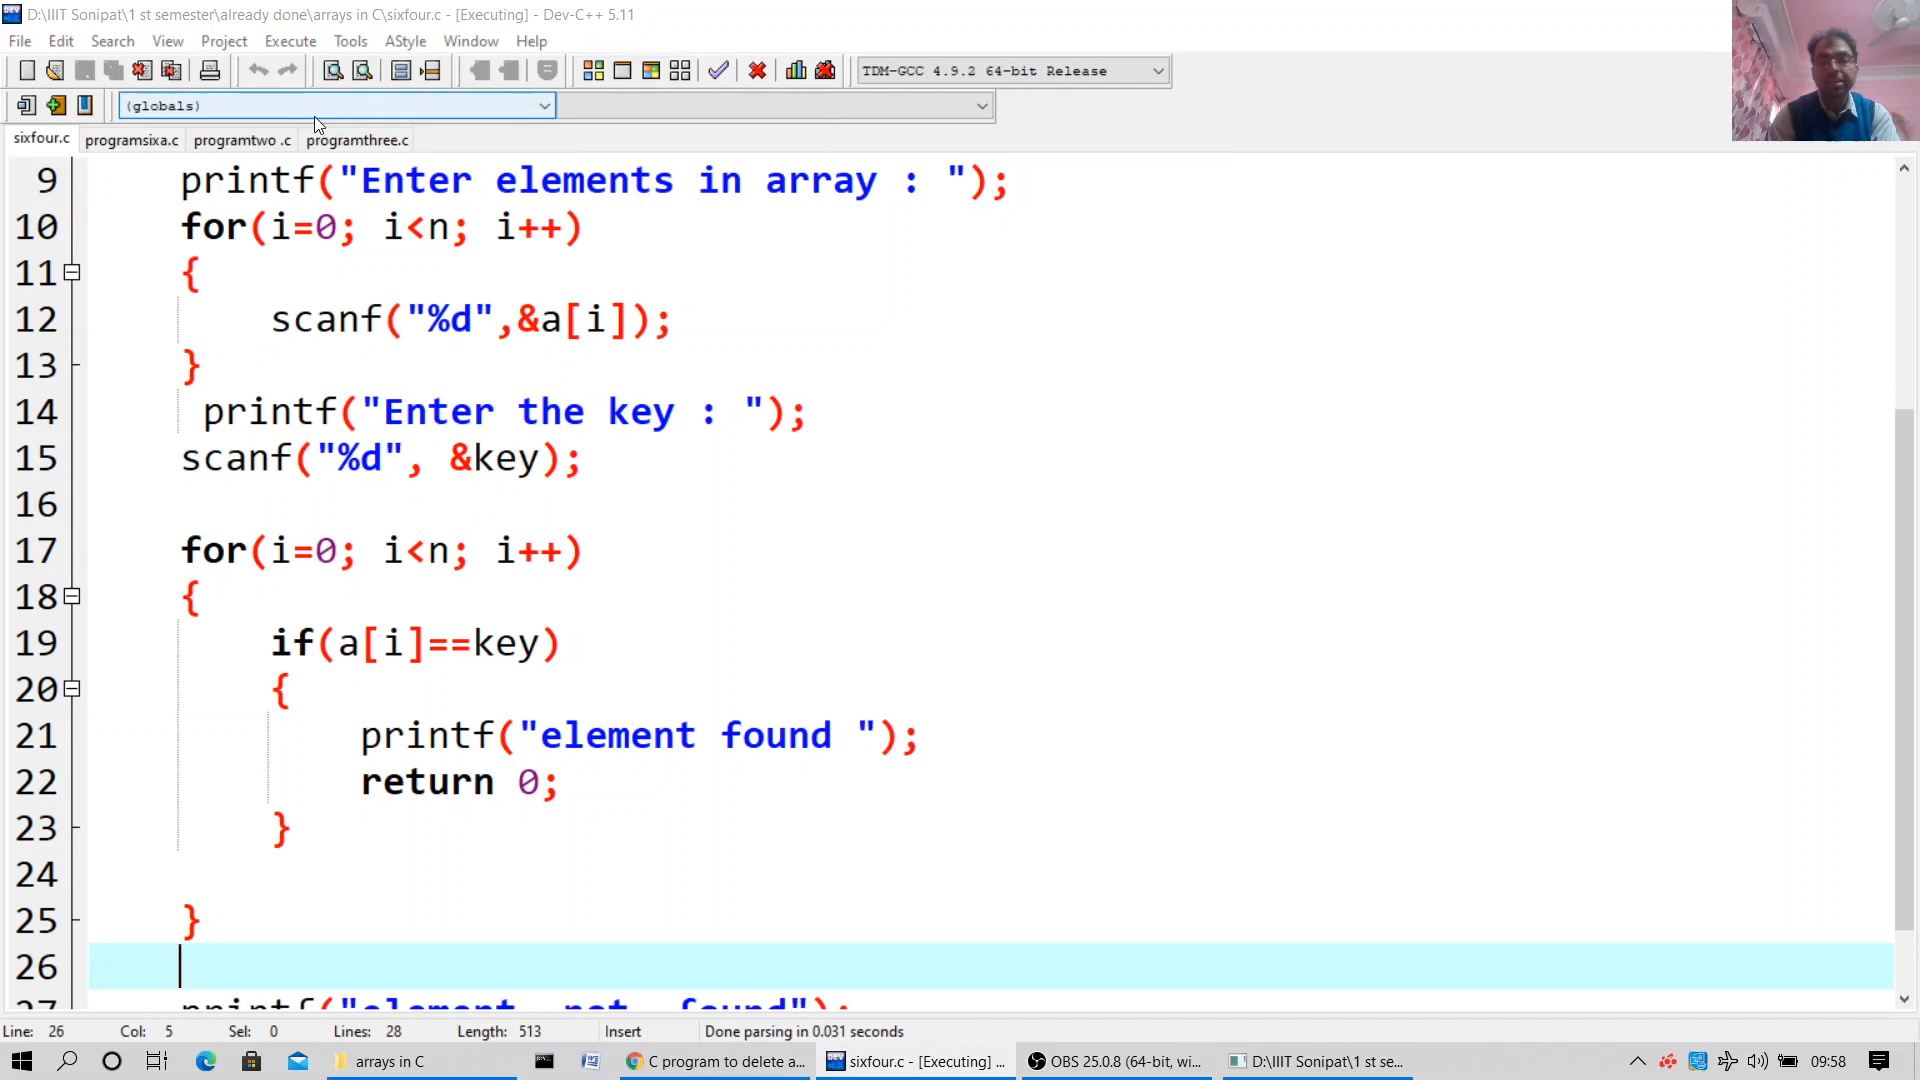 D:\IIIT Sonipat\1 st semester\already done\arrays in C\sixfour.c - [Executing] - Dev-C++ 5.11
File Edit Search View Project Execute Tools AStyle Window Help
TDM-GCC 4.9.2 64-bit Release
(globals)
sixfour.c programsixa.c programtwo .c programthree.c
9 printf("Enter elements in array : ");
10 for(i=0; i<n; i++)
11 {
12 scanf("%d",&a[i]);
13 }
14 printf("Enter the key : ");
15 scanf("%d", &key);
16
17 for(i=0; i<n; i++)
18 {
19 if(a[i]==key)
20 {
21 printf("element found ");
22 return 0;
23 }
24
25 }
26
27 printf("element not found");
Line: 26 Col: 5 Sel: 0 Lines: 28 Length: 513 Insert Done parsing in 0.031 seconds
arrays in C C program to delete a... sixfour.c - [Executing] ... OBS 25.0.8 (64-bit, wi... D:\IIIT Sonipat\1 st se... 09:58